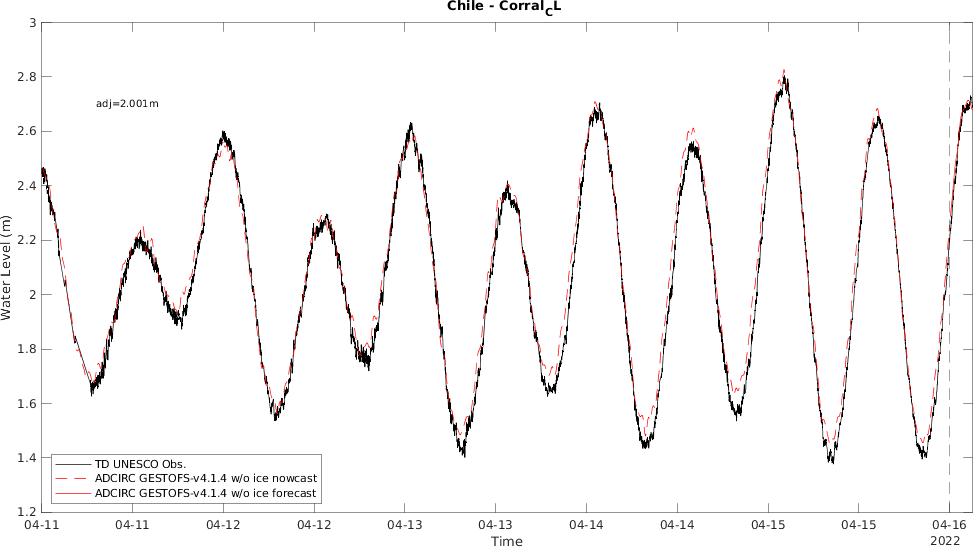 Chile - Corral_CL
3
2.8
2.6
2.4
2.2
2
1.8
1.6
1.4
1.2
Water Level (m)
adj=2.001m
TD UNESCO Obs.
ADCIRC GESTOFS-v4.1.4 w/o ice nowcast
ADCIRC GESTOFS-v4.1.4 w/o ice forecast
04-11 04-11 04-12 04-12 04-13 04-13 04-14 04-14 04-15 04-15 04-16
Time
2022